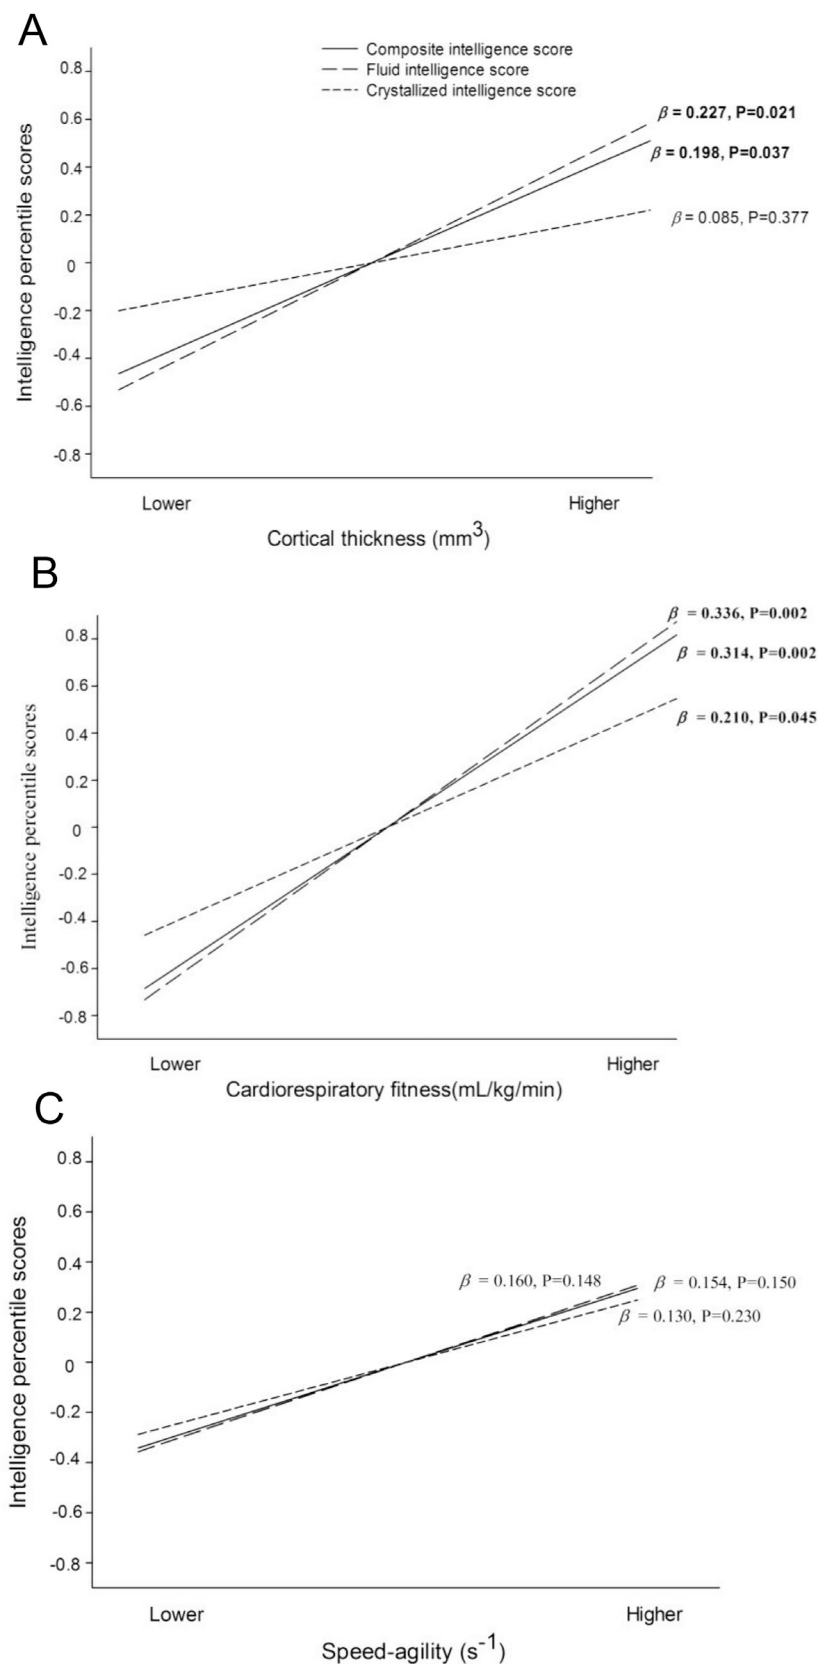 A
Composite intelligence score
Fluid intelligence score
Crystallized intelligence score
Intelligence percentile scores
0.8
0.6
0.4
0.2
0
-0.2
-0.4
-0.6
-0.8
β = 0.227, P=0.021
β = 0.198, P=0.037
β = 0.085, P=0.377
Lower Higher
Cortical thickness (mm³)
B
Intelligence percentile scores
0.8
0.6
0.4
0.2
0
-0.2
-0.4
-0.6
-0.8
β = 0.336, P=0.002
β = 0.314, P=0.002
β = 0.210, P=0.045
Lower Higher
Cardiorespiratory fitness(mL/kg/min)
C
Intelligence percentile scores
0.8
0.6
0.4
0.2
0
-0.2
-0.4
-0.6
-0.8
β = 0.160, P=0.148 β = 0.154, P=0.150
β = 0.130, P=0.230
Lower Higher
Speed-agility (s⁻¹)